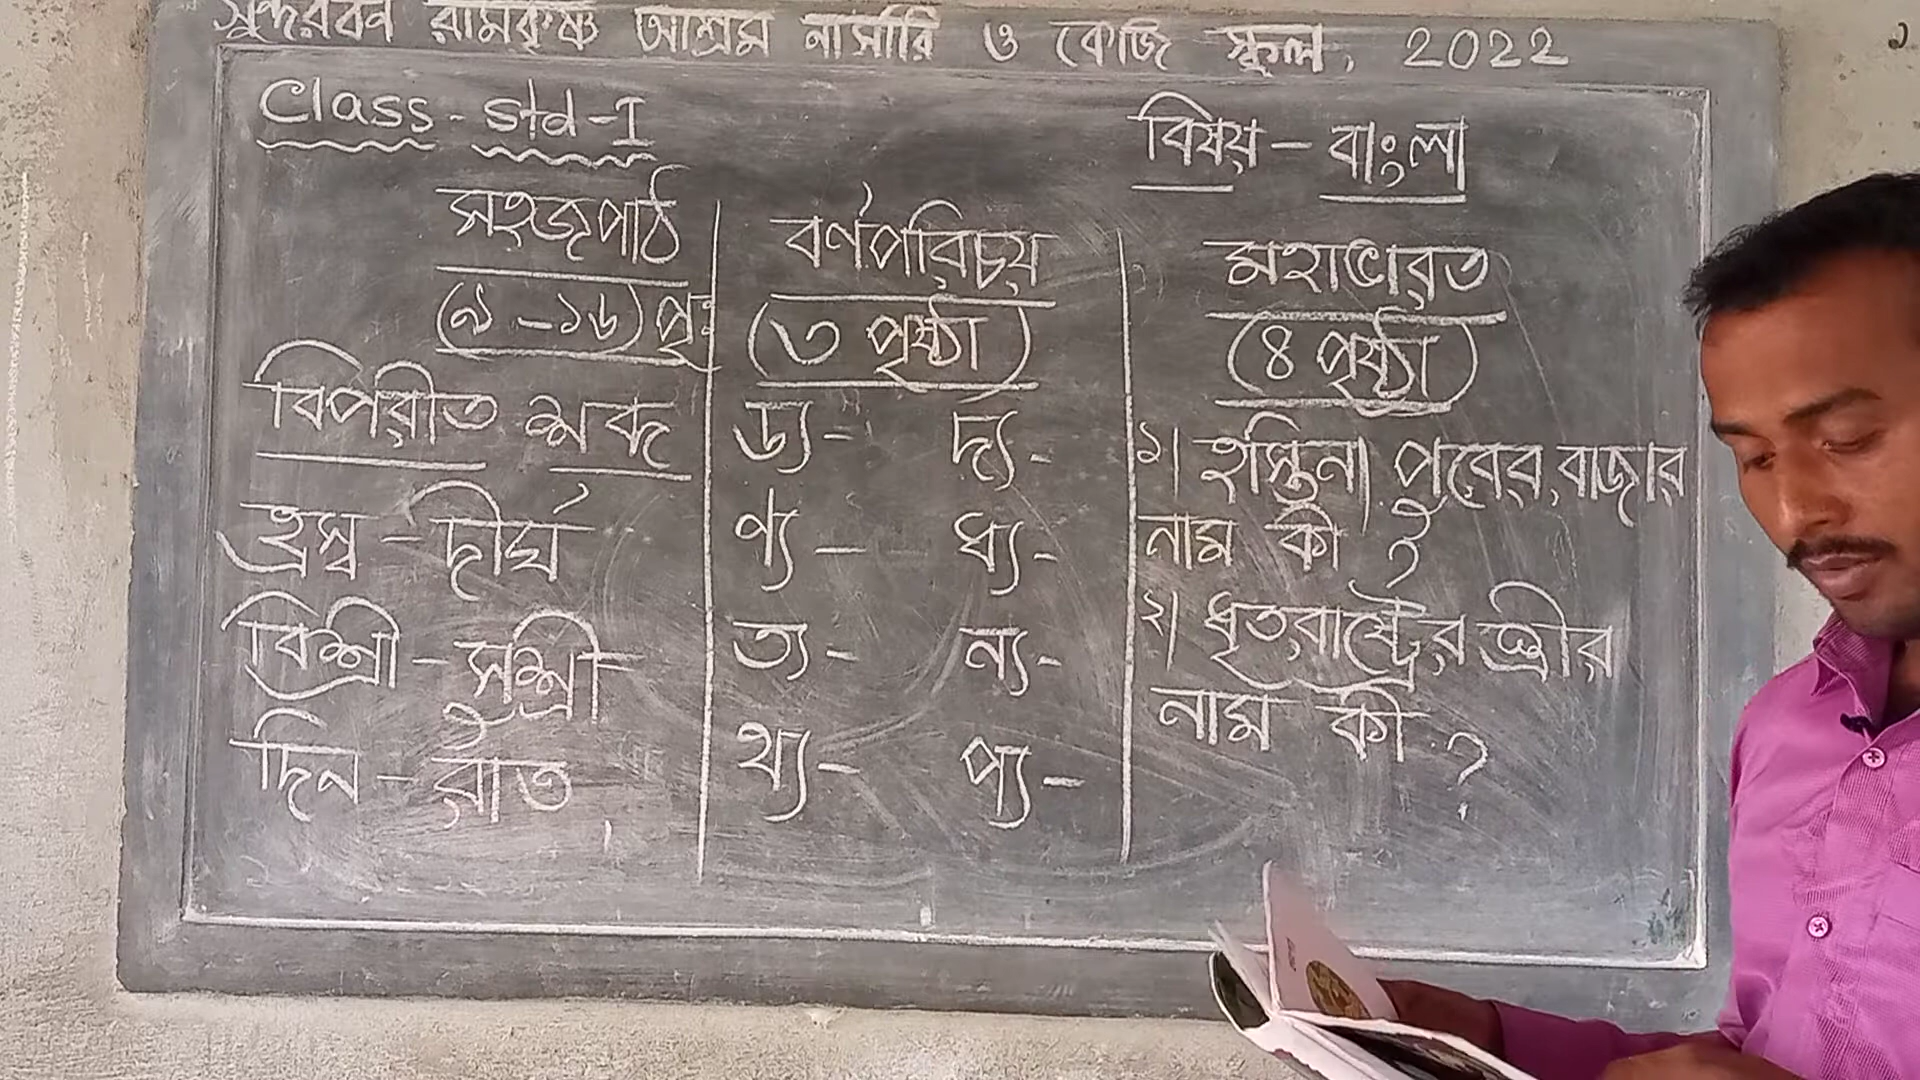 সুন্দরবন রামকৃষ্ণ আশ্রম নার্সারি ও কেজি স্কুল, 2022
Class - std - I
বিষয় - বাংলা
সহজপাঠ
(৯ - ১৬) পৃঃ
বিপরীত শব্দ
হ্রস্ব - দীর্ঘ
বিশ্রী - সুশ্রী
দিন - রাত
বর্ণপরিচয়
(৩ পৃষ্ঠা)
ড্য - দ্য -
ণ্য - ধ্য -
ত্য - ন্য -
থ্য - প্য -
মহাভারত
(৪ পৃষ্ঠা)
১। হস্তিনা পুরের রাজার
নাম কী ?
২। ধৃতরাষ্ট্রের স্ত্রীর
নাম কী ?